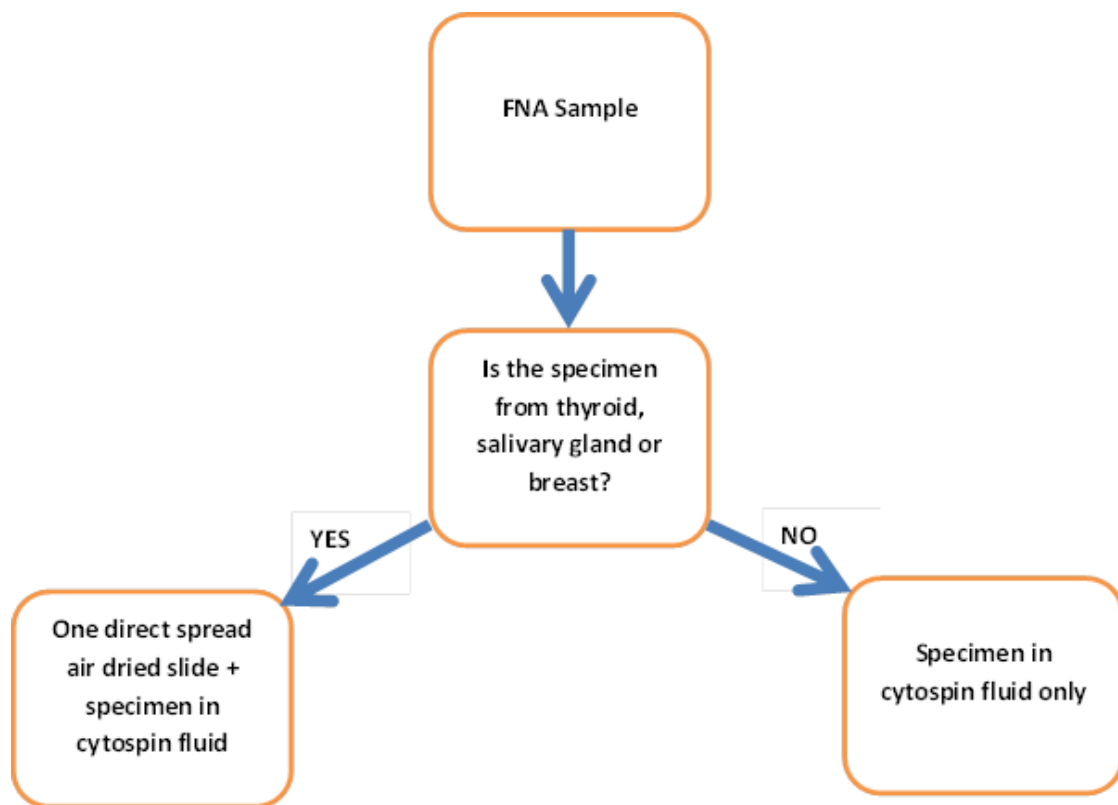 FNA Sample
Is the specimen
from thyroid,
salivary gland or
breast?
YES
NO
One direct spread
air dried slide +
specimen in
cytospin fluid
Specimen in
cytospin fluid only